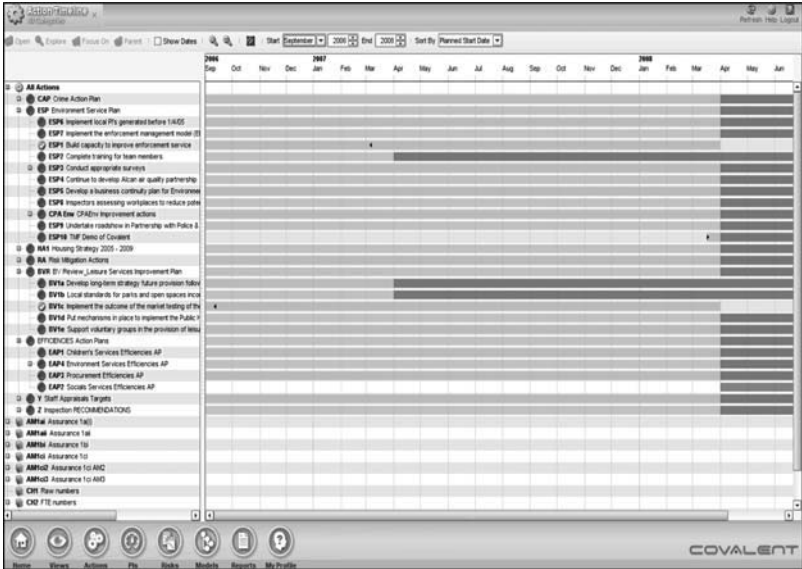 Action Timeline
Refresh Help Logout
Open Explore Focus On Parent Show Dates Start September 2006 End 2008 Sort By Planned Start Date
2006 2007 2008
Sep Oct Nov Dec Jan Feb Mar Apr May Jun Jul Aug Sep Oct Nov Dec Jan Feb Mar Apr May Jun
All Actions
CAP Crime Action Plan
ESP Environment Service Plan
ESP6 Implement local PI's generated before 1/4/05
ESP7 Implement the enforcement management model
ESP1 Build capacity to improve enforcement service
ESP2 Complete training for team members
ESP3 Conduct appropriate surveys
ESP4 Continue to develop Alcan air quality partnership
ESP5 Develop a business continuity plan for Environme
ESP8 Inspectors assessing workplaces to reduce pote
CPA Env CPAEnv Improvement actions
ESP9 Undertake roadshow in Partnership with Police &
ESP10 TMF Demo of Covalent
HA1 Housing Strategy 2005 - 2009
RA Risk Mitigation Actions
BVR BV Review_Leisure Services Improvement Plan
BV1a Develop long-term strategy future provision follow
BV1b Local standards for parks and open spaces inco
BV1c Implement the outcome of the market testing of th
BV1d Put mechanisms in place to implement the Public
BV1e Support voluntary groups in the provision of leisu
EFFICIENCIES Action Plans
EAP1 Children's Services Efficiencies AP
EAP4 Environment Services Efficiencies AP
EAP3 Procurement Efficiencies AP
EAP2 Socials Services Efficiencies AP
Y Staff Appraisals Targets
Z Inspection RECOMMENDATIONS
AM1ai Assurance 1a(i)
AM1aii Assurance 1aii
AM1bi Assurance 1bi
AM1ci Assurance 1ci
AM1ci2 Assurance 1ci AM2
AM1ci3 Assurance 1ci AM3
CH1 Raw numbers
CH2 FTE numbers
Home Views Actions PIs Risks Models Reports My Profile
COVALENT